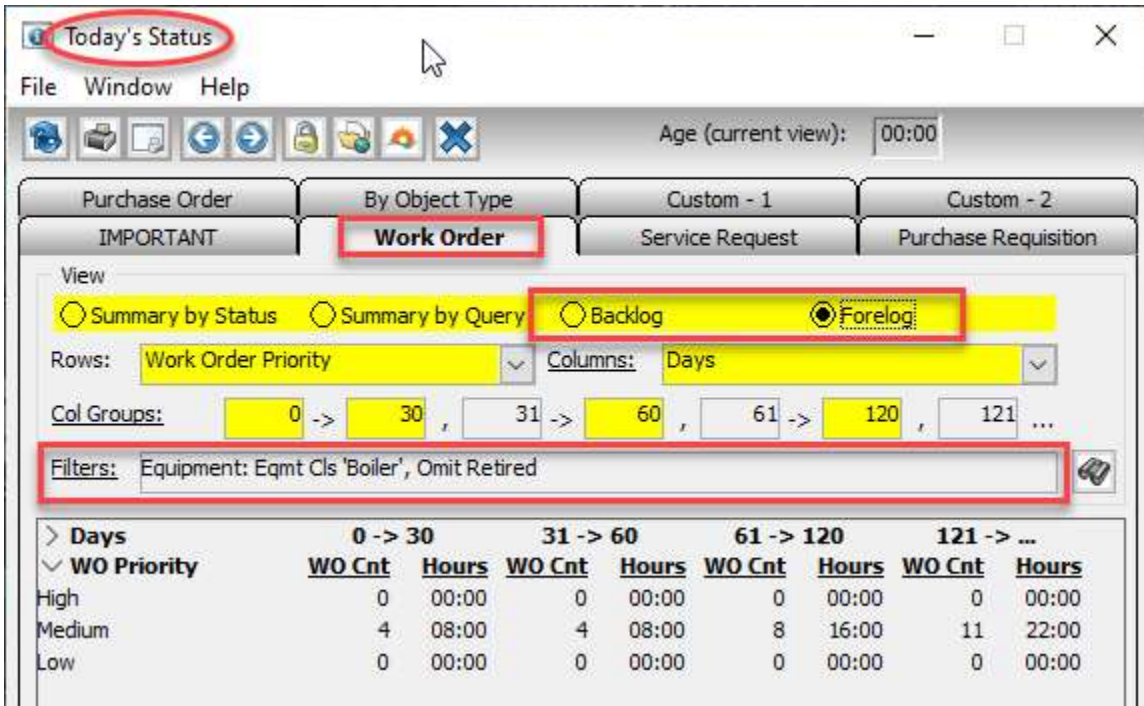 Today's Status
File Window Help
Age (current view): 00:00
Purchase Order By Object Type Custom - 1 Custom - 2
IMPORTANT Work Order Service Request Purchase Requisition
View
Summary by Status Summary by Query Backlog Forelog
Rows: Work Order Priority Columns: Days
Col Groups: 0 -> 30 , 31 -> 60 , 61 -> 120 , 121 ...
Filters: Equipment: Eqmt Cls 'Boiler', Omit Retired
Days 0 -> 30 31 -> 60 61 -> 120 121 -> ...
WO Priority WO Cnt Hours WO Cnt Hours WO Cnt Hours WO Cnt Hours
High 0 00:00 0 00:00 0 00:00 0 00:00
Medium 4 08:00 4 08:00 8 16:00 11 22:00
Low 0 00:00 0 00:00 0 00:00 0 00:00